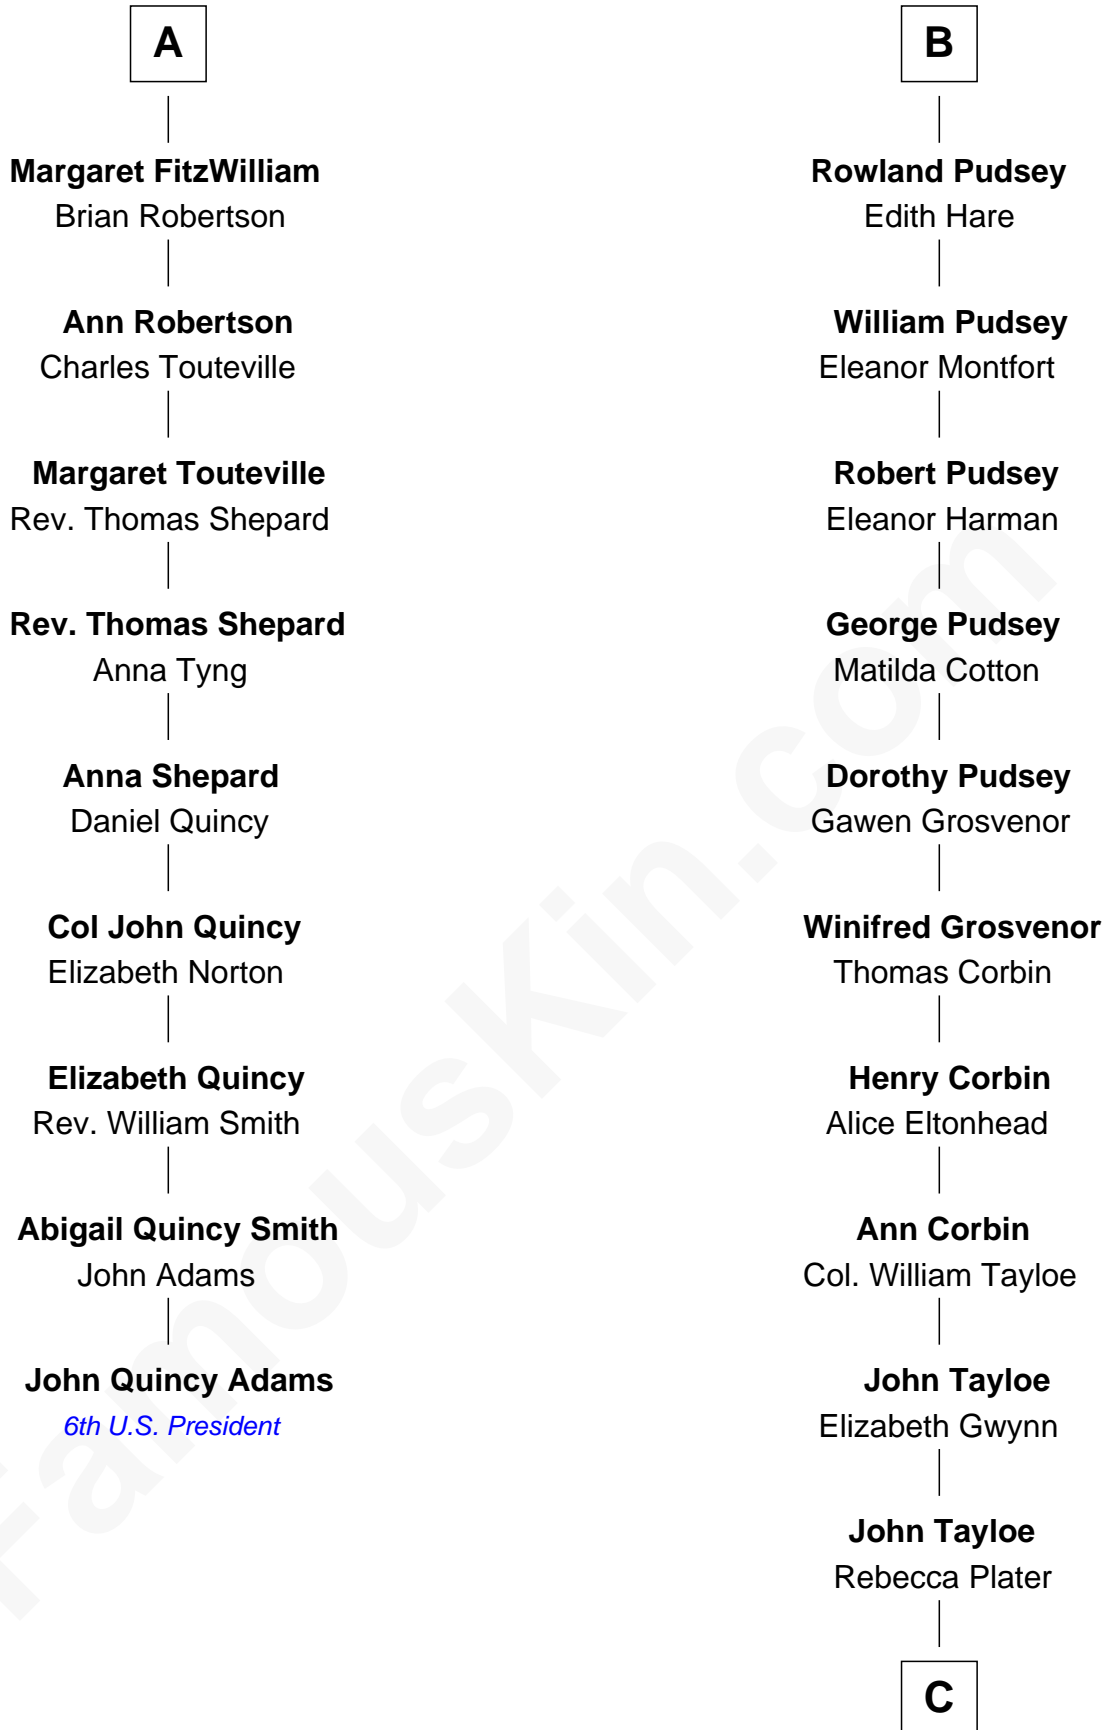 A
Margaret FitzWilliam
Brian Robertson
Ann Robertson
Charles Touteville
Margaret Touteville
Rev. Thomas Shepard
Rev. Thomas Shepard
Anna Tyng
Anna Shepard
Daniel Quincy
Col John Quincy
Elizabeth Norton
Elizabeth Quincy
Rev. William Smith
Abigail Quincy Smith
John Adams
John Quincy Adams
6th U.S. President
B
Rowland Pudsey
Edith Hare
William Pudsey
Eleanor Montfort
Robert Pudsey
Eleanor Harman
George Pudsey
Matilda Cotton
Dorothy Pudsey
Gawen Grosvenor
Winifred Grosvenor
Thomas Corbin
Henry Corbin
Alice Eltonhead
Ann Corbin
Col. William Tayloe
John Tayloe
Elizabeth Gwynn
John Tayloe
Rebecca Plater
C
FamousKin.com